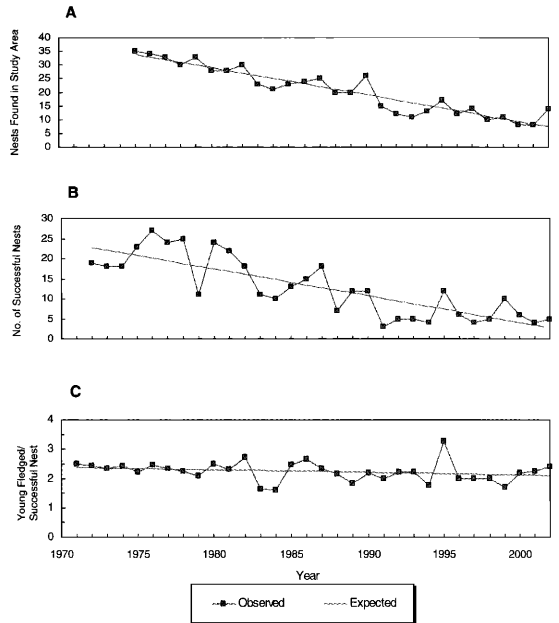 A
Nests Found in Study Area
40
35
30
25
20
15
10
5
0
B
No. of Successful Nests
30
25
20
15
10
5
0
C
Young Fledged/
Successful Nest
4
3
2
1
0
1970 1975 1980 1985 1990 1995 2000
Year
Observed Expected